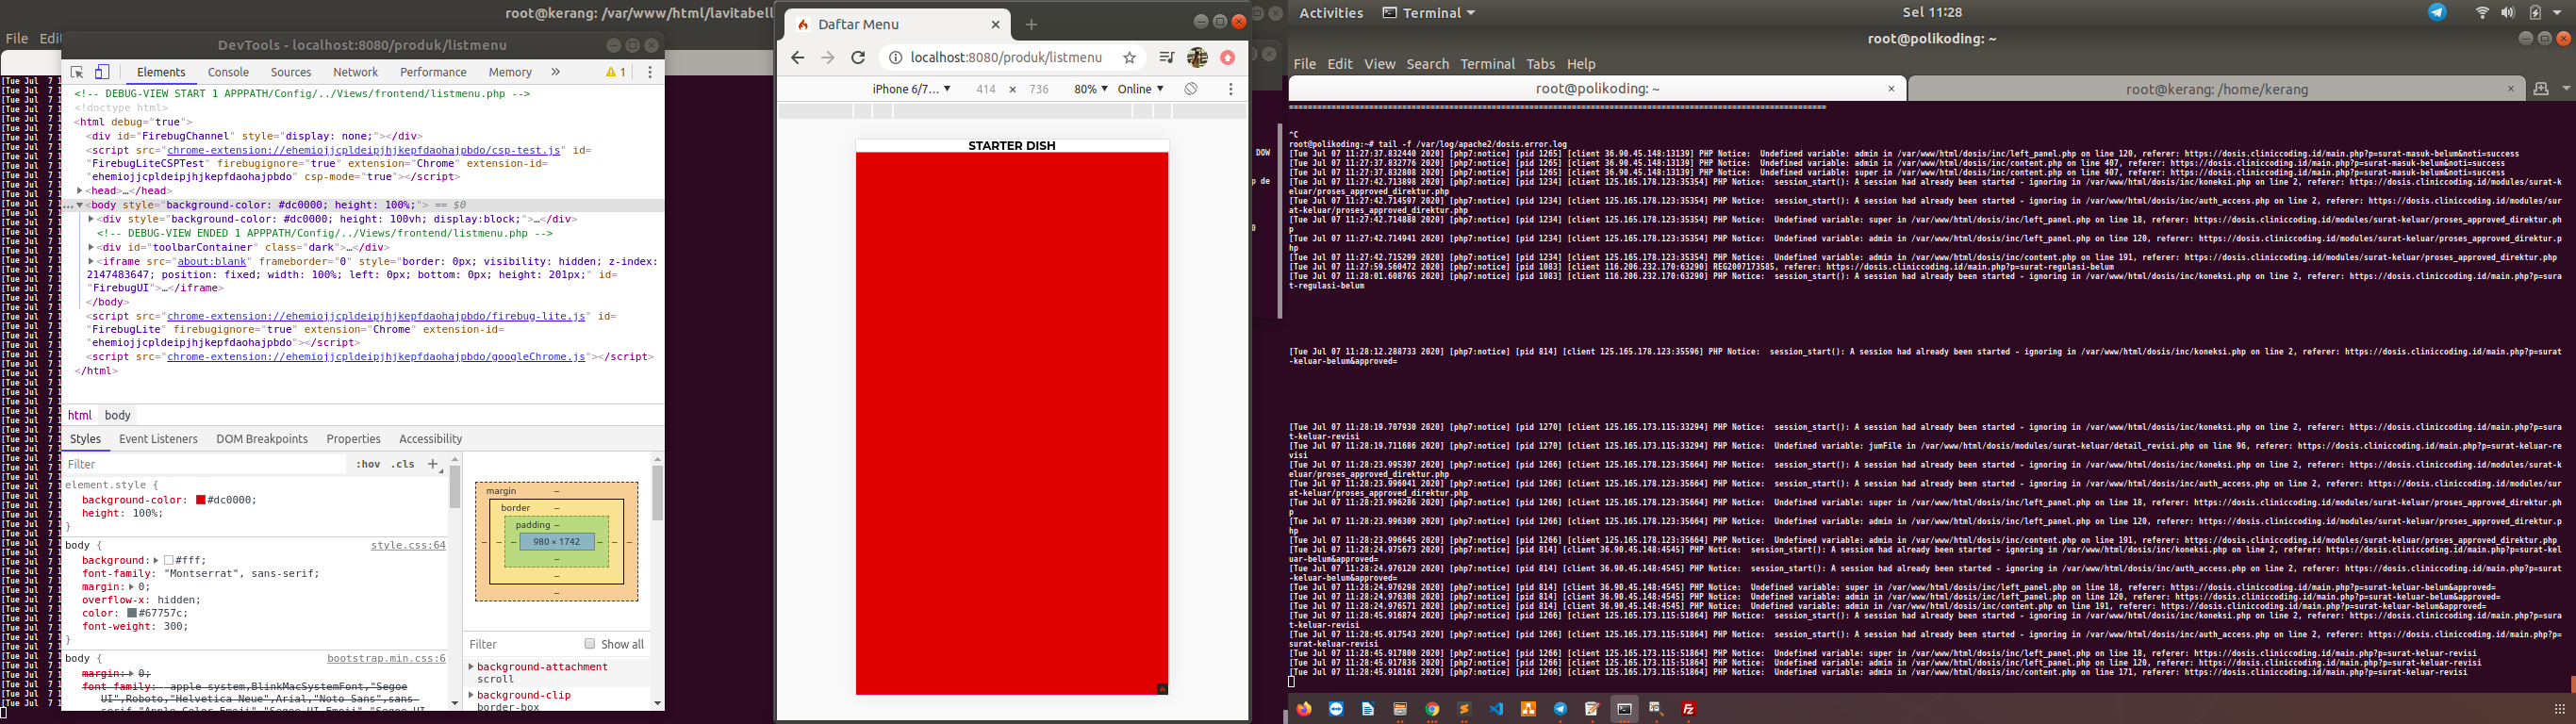 root@kerang: /var/www/html/lavitabell
File Edi
DevTools - localhost:8080/produk/listmenu
Elements Console Sources Network Performance Memory » 1
<!-- DEBUG-VIEW START 1 APPPATH/Config/../Views/frontend/listmenu.php -->
<!doctype html>
<html debug="true">
<div id="FirebugChannel" style="display: none;"></div>
<script src="chrome-extension://ehemiojjcpldeipjhjkepfdaohajpbdo/csp-test.js" id=
"FirebugLiteCSPTest" firebugignore="true" extension="Chrome" extension-id=
"ehemiojjcpldeipjhjkepfdaohajpbdo" csp-mode="true"></script>
<head>…</head>
…<body style="background-color: #dc0000; height: 100%;"> == $0
<div style="background-color: #dc0000; height: 100vh; display:block;">…</div>
<!-- DEBUG-VIEW ENDED 1 APPPATH/Config/../Views/frontend/listmenu.php -->
<div id="toolbarContainer" class="dark">…</div>
<iframe src="about:blank" frameborder="0" style="border: 0px; visibility: hidden; z-index:
2147483647; position: fixed; width: 100%; left: 0px; bottom: 0px; height: 201px;" id=
"FirebugUI">…</iframe>
</body>
<script src="chrome-extension://ehemiojjcpldeipjhjkepfdaohajpbdo/firebug-lite.js" id=
"FirebugLite" firebugignore="true" extension="Chrome" extension-id=
"ehemiojjcpldeipjhjkepfdaohajpbdo"></script>
<script src="chrome-extension://ehemiojjcpldeipjhjkepfdaohajpbdo/googleChrome.js"></script>
</html>
html body
Styles Event Listeners DOM Breakpoints Properties Accessibility
Filter :hov .cls +
element.style {
background-color: #dc0000;
height: 100%;
}
body { style.css:64
background: #fff;
font-family: "Montserrat", sans-serif;
margin: 0;
overflow-x: hidden;
color: #67757c;
font-weight: 300;
}
body { bootstrap.min.css:6
margin: 0;
font-family: -apple-system,BlinkMacSystemFont,"Segoe
UI",Roboto,"Helvetica Neue",Arial,"Noto Sans",sans-
serif,"Apple Color Emoji","Segoe UI Emoji","Segoe UI
margin –
border –
padding –
980 × 1742
Filter Show all
background-attachment
scroll
background-clip
border-box
Daftar Menu
localhost:8080/produk/listmenu
iPhone 6/7… 414 × 736 80% Online
STARTER DISH
DOW
p de
Activities Terminal Sel 11:28
root@polikoding: ~
File Edit View Search Terminal Tabs Help
root@polikoding: ~ × root@kerang: /home/kerang ×
^C
root@polikoding:~# tail -f /var/log/apache2/dosis.error.log
[Tue Jul 07 11:27:37.832440 2020] [php7:notice] [pid 1265] [client 36.90.45.148:13139] PHP Notice:  Undefined variable: admin in /var/www/html/dosis/inc/left_panel.php on line 120, referer: https://dosis.cliniccoding.id/main.php?p=surat-masuk-belum&noti=success
[Tue Jul 07 11:27:37.832776 2020] [php7:notice] [pid 1265] [client 36.90.45.148:13139] PHP Notice:  Undefined variable: admin in /var/www/html/dosis/inc/content.php on line 407, referer: https://dosis.cliniccoding.id/main.php?p=surat-masuk-belum&noti=success
[Tue Jul 07 11:27:37.832808 2020] [php7:notice] [pid 1265] [client 36.90.45.148:13139] PHP Notice:  Undefined variable: admin in /var/www/html/dosis/inc/content.php on line 407, referer: https://dosis.cliniccoding.id/main.php?p=surat-masuk-belum&noti=success
[Tue Jul 07 11:27:42.713898 2020] [php7:notice] [pid 1234] [client 125.165.178.123:35354] PHP Notice:  session_start(): A session had already been started - ignoring in /var/www/html/dosis/inc/koneksi.php on line 2, referer: https://dosis.cliniccoding.id/modules/surat-k
eluar/proses_approved_direktur.php
[Tue Jul 07 11:27:42.714597 2020] [php7:notice] [pid 1234] [client 125.165.178.123:35354] PHP Notice:  session_start(): A session had already been started - ignoring in /var/www/html/dosis/inc/auth_access.php on line 2, referer: https://dosis.cliniccoding.id/modules/sur
at-keluar/proses_approved_direktur.php
[Tue Jul 07 11:27:42.714888 2020] [php7:notice] [pid 1234] [client 125.165.178.123:35354] PHP Notice:  Undefined variable: super in /var/www/html/dosis/inc/left_panel.php on line 18, referer: https://dosis.cliniccoding.id/modules/surat-keluar/proses_approved_direktur.ph
p
[Tue Jul 07 11:27:42.714941 2020] [php7:notice] [pid 1234] [client 125.165.178.123:35354] PHP Notice:  Undefined variable: admin in /var/www/html/dosis/inc/left_panel.php on line 120, referer: https://dosis.cliniccoding.id/modules/surat-keluar/proses_approved_direktur.p
hp
[Tue Jul 07 11:27:42.715299 2020] [php7:notice] [pid 1234] [client 125.165.178.123:35354] PHP Notice:  Undefined variable: admin in /var/www/html/dosis/inc/content.php on line 191, referer: https://dosis.cliniccoding.id/modules/surat-keluar/proses_approved_direktur.php
[Tue Jul 07 11:27:59.560472 2020] [php7:notice] [pid 1083] [client 116.206.232.170:63290] REG2007173585, referer: https://dosis.cliniccoding.id/main.php?p=surat-regulasi-belum
[Tue Jul 07 11:28:01.608765 2020] [php7:notice] [pid 1083] [client 116.206.232.170:63290] PHP Notice:  session_start(): A session had already been started - ignoring in /var/www/html/dosis/inc/koneksi.php on line 2, referer: https://dosis.cliniccoding.id/main.php?p=sura
t-regulasi-belum
[Tue Jul 07 11:28:12.288733 2020] [php7:notice] [pid 814] [client 125.165.178.123:35596] PHP Notice:  session_start(): A session had already been started - ignoring in /var/www/html/dosis/inc/koneksi.php on line 2, referer: https://dosis.cliniccoding.id/main.php?p=surat
-keluar-belum&approved=
[Tue Jul 07 11:28:19.707930 2020] [php7:notice] [pid 1270] [client 125.165.173.115:33294] PHP Notice:  session_start(): A session had already been started - ignoring in /var/www/html/dosis/inc/koneksi.php on line 2, referer: https://dosis.cliniccoding.id/main.php?p=sura
t-keluar-revisi
[Tue Jul 07 11:28:19.711686 2020] [php7:notice] [pid 1270] [client 125.165.173.115:33294] PHP Notice:  Undefined variable: jumFile in /var/www/html/dosis/modules/surat-keluar/detail_revisi.php on line 96, referer: https://dosis.cliniccoding.id/main.php?p=surat-keluar-re
visi
[Tue Jul 07 11:28:23.995397 2020] [php7:notice] [pid 1266] [client 125.165.178.123:35664] PHP Notice:  session_start(): A session had already been started - ignoring in /var/www/html/dosis/inc/koneksi.php on line 2, referer: https://dosis.cliniccoding.id/modules/surat-k
eluar/proses_approved_direktur.php
[Tue Jul 07 11:28:23.996041 2020] [php7:notice] [pid 1266] [client 125.165.178.123:35664] PHP Notice:  session_start(): A session had already been started - ignoring in /var/www/html/dosis/inc/auth_access.php on line 2, referer: https://dosis.cliniccoding.id/modules/sur
at-keluar/proses_approved_direktur.php
[Tue Jul 07 11:28:23.996286 2020] [php7:notice] [pid 1266] [client 125.165.178.123:35664] PHP Notice:  Undefined variable: super in /var/www/html/dosis/inc/left_panel.php on line 18, referer: https://dosis.cliniccoding.id/modules/surat-keluar/proses_approved_direktur.ph
p
[Tue Jul 07 11:28:23.996309 2020] [php7:notice] [pid 1266] [client 125.165.178.123:35664] PHP Notice:  Undefined variable: admin in /var/www/html/dosis/inc/left_panel.php on line 120, referer: https://dosis.cliniccoding.id/modules/surat-keluar/proses_approved_direktur.p
hp
[Tue Jul 07 11:28:23.996645 2020] [php7:notice] [pid 1266] [client 125.165.178.123:35664] PHP Notice:  Undefined variable: admin in /var/www/html/dosis/inc/content.php on line 191, referer: https://dosis.cliniccoding.id/modules/surat-keluar/proses_approved_direktur.php
[Tue Jul 07 11:28:24.975673 2020] [php7:notice] [pid 814] [client 36.90.45.148:4545] PHP Notice:  session_start(): A session had already been started - ignoring in /var/www/html/dosis/inc/koneksi.php on line 2, referer: https://dosis.cliniccoding.id/main.php?p=surat-kel
uar-belum&approved=
[Tue Jul 07 11:28:24.976120 2020] [php7:notice] [pid 814] [client 36.90.45.148:4545] PHP Notice:  session_start(): A session had already been started - ignoring in /var/www/html/dosis/inc/auth_access.php on line 2, referer: https://dosis.cliniccoding.id/main.php?p=surat
-keluar-belum&approved=
[Tue Jul 07 11:28:24.976298 2020] [php7:notice] [pid 814] [client 36.90.45.148:4545] PHP Notice:  Undefined variable: super in /var/www/html/dosis/inc/left_panel.php on line 18, referer: https://dosis.cliniccoding.id/main.php?p=surat-keluar-belum&approved=
[Tue Jul 07 11:28:24.976308 2020] [php7:notice] [pid 814] [client 36.90.45.148:4545] PHP Notice:  Undefined variable: admin in /var/www/html/dosis/inc/left_panel.php on line 120, referer: https://dosis.cliniccoding.id/main.php?p=surat-keluar-belum&approved=
[Tue Jul 07 11:28:24.976571 2020] [php7:notice] [pid 814] [client 36.90.45.148:4545] PHP Notice:  Undefined variable: admin in /var/www/html/dosis/inc/content.php on line 191, referer: https://dosis.cliniccoding.id/main.php?p=surat-keluar-belum&approved=
[Tue Jul 07 11:28:45.916874 2020] [php7:notice] [pid 1266] [client 125.165.173.115:51864] PHP Notice:  session_start(): A session had already been started - ignoring in /var/www/html/dosis/inc/koneksi.php on line 2, referer: https://dosis.cliniccoding.id/main.php?p=sura
t-keluar-revisi
[Tue Jul 07 11:28:45.917543 2020] [php7:notice] [pid 1266] [client 125.165.173.115:51864] PHP Notice:  session_start(): A session had already been started - ignoring in /var/www/html/dosis/inc/auth_access.php on line 2, referer: https://dosis.cliniccoding.id/main.php?p=
surat-keluar-revisi
[Tue Jul 07 11:28:45.917800 2020] [php7:notice] [pid 1266] [client 125.165.173.115:51864] PHP Notice:  Undefined variable: super in /var/www/html/dosis/inc/left_panel.php on line 18, referer: https://dosis.cliniccoding.id/main.php?p=surat-keluar-revisi
[Tue Jul 07 11:28:45.917836 2020] [php7:notice] [pid 1266] [client 125.165.173.115:51864] PHP Notice:  Undefined variable: admin in /var/www/html/dosis/inc/left_panel.php on line 120, referer: https://dosis.cliniccoding.id/main.php?p=surat-keluar-revisi
[Tue Jul 07 11:28:45.918161 2020] [php7:notice] [pid 1266] [client 125.165.173.115:51864] PHP Notice:  Undefined variable: admin in /var/www/html/dosis/inc/content.php on line 171, referer: https://dosis.cliniccoding.id/main.php?p=surat-keluar-revisi